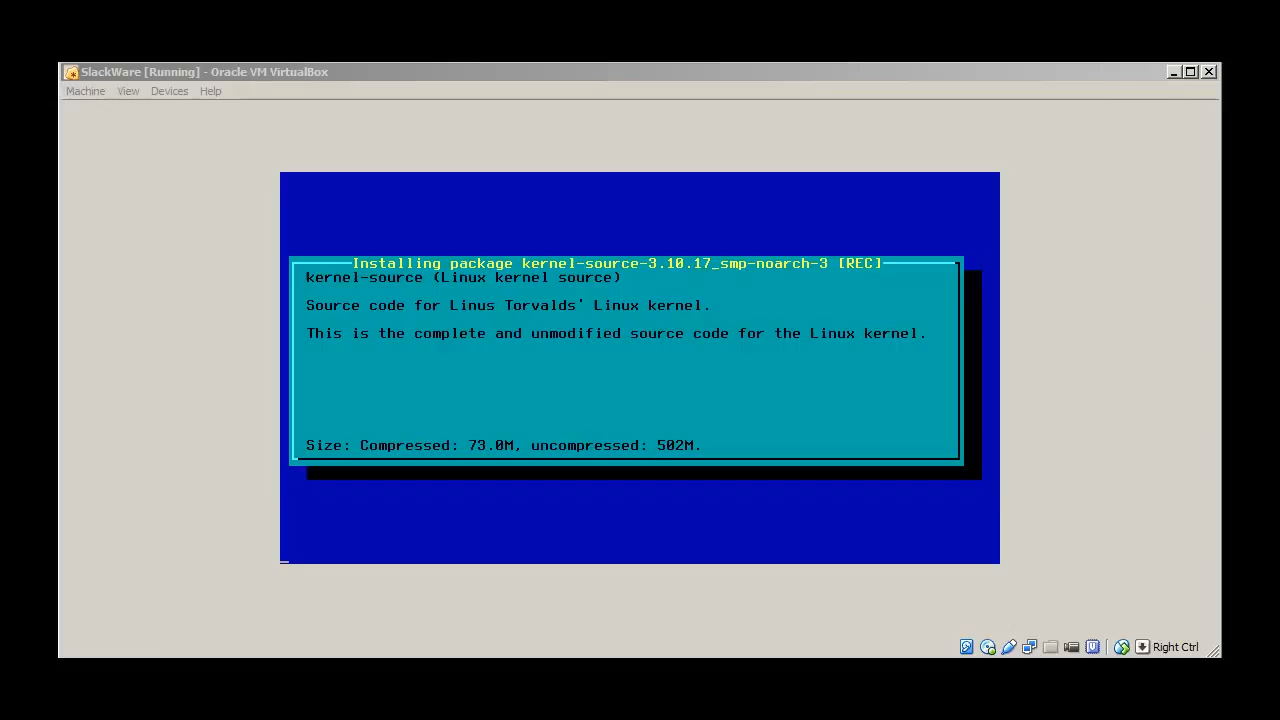 SlackWare [Running] - Oracle VM VirtualBox
Machine View Devices Help
Installing package kernel-source-3.10.17_smp-noarch-3 [REC]
kernel-source (Linux kernel source)
Source code for Linus Torvalds' Linux kernel.
This is the complete and unmodified source code for the Linux kernel.
Size: Compressed: 73.0M, uncompressed: 502M.
Right Ctrl